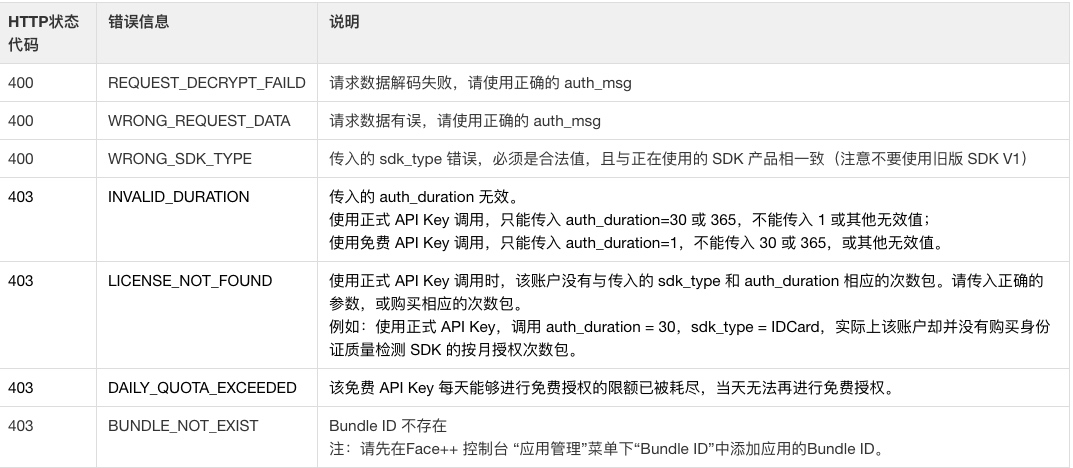 HTTP状态
代码
错误信息
说明
400
REQUEST_DECRYPT_FAILD
请求数据解码失败，请使用正确的 auth_msg
400
WRONG_REQUEST_DATA
请求数据有误，请使用正确的 auth_msg
400
WRONG_SDK_TYPE
传入的 sdk_type 错误，必须是合法值，且与正在使用的 SDK 产品相一致（注意不要使用旧版 SDK V1）
403
INVALID_DURATION
传入的 auth_duration 无效。
使用正式 API Key 调用，只能传入 auth_duration=30 或 365，不能传入 1 或其他无效值；
使用免费 API Key 调用，只能传入 auth_duration=1，不能传入 30 或 365，或其他无效值。
403
LICENSE_NOT_FOUND
使用正式 API Key 调用时，该账户没有与传入的 sdk_type 和 auth_duration 相应的次数包。请传入正确的
参数，或购买相应的次数包。
例如：使用正式 API Key，调用 auth_duration = 30，sdk_type = IDCard，实际上该账户却并没有购买身份
证质量检测 SDK 的按月授权次数包。
403
DAILY_QUOTA_EXCEEDED
该免费 API Key 每天能够进行免费授权的限额已被耗尽，当天无法再进行免费授权。
403
BUNDLE_NOT_EXIST
Bundle ID 不存在
注：请先在Face++ 控制台 “应用管理”菜单下“Bundle ID”中添加应用的Bundle ID。